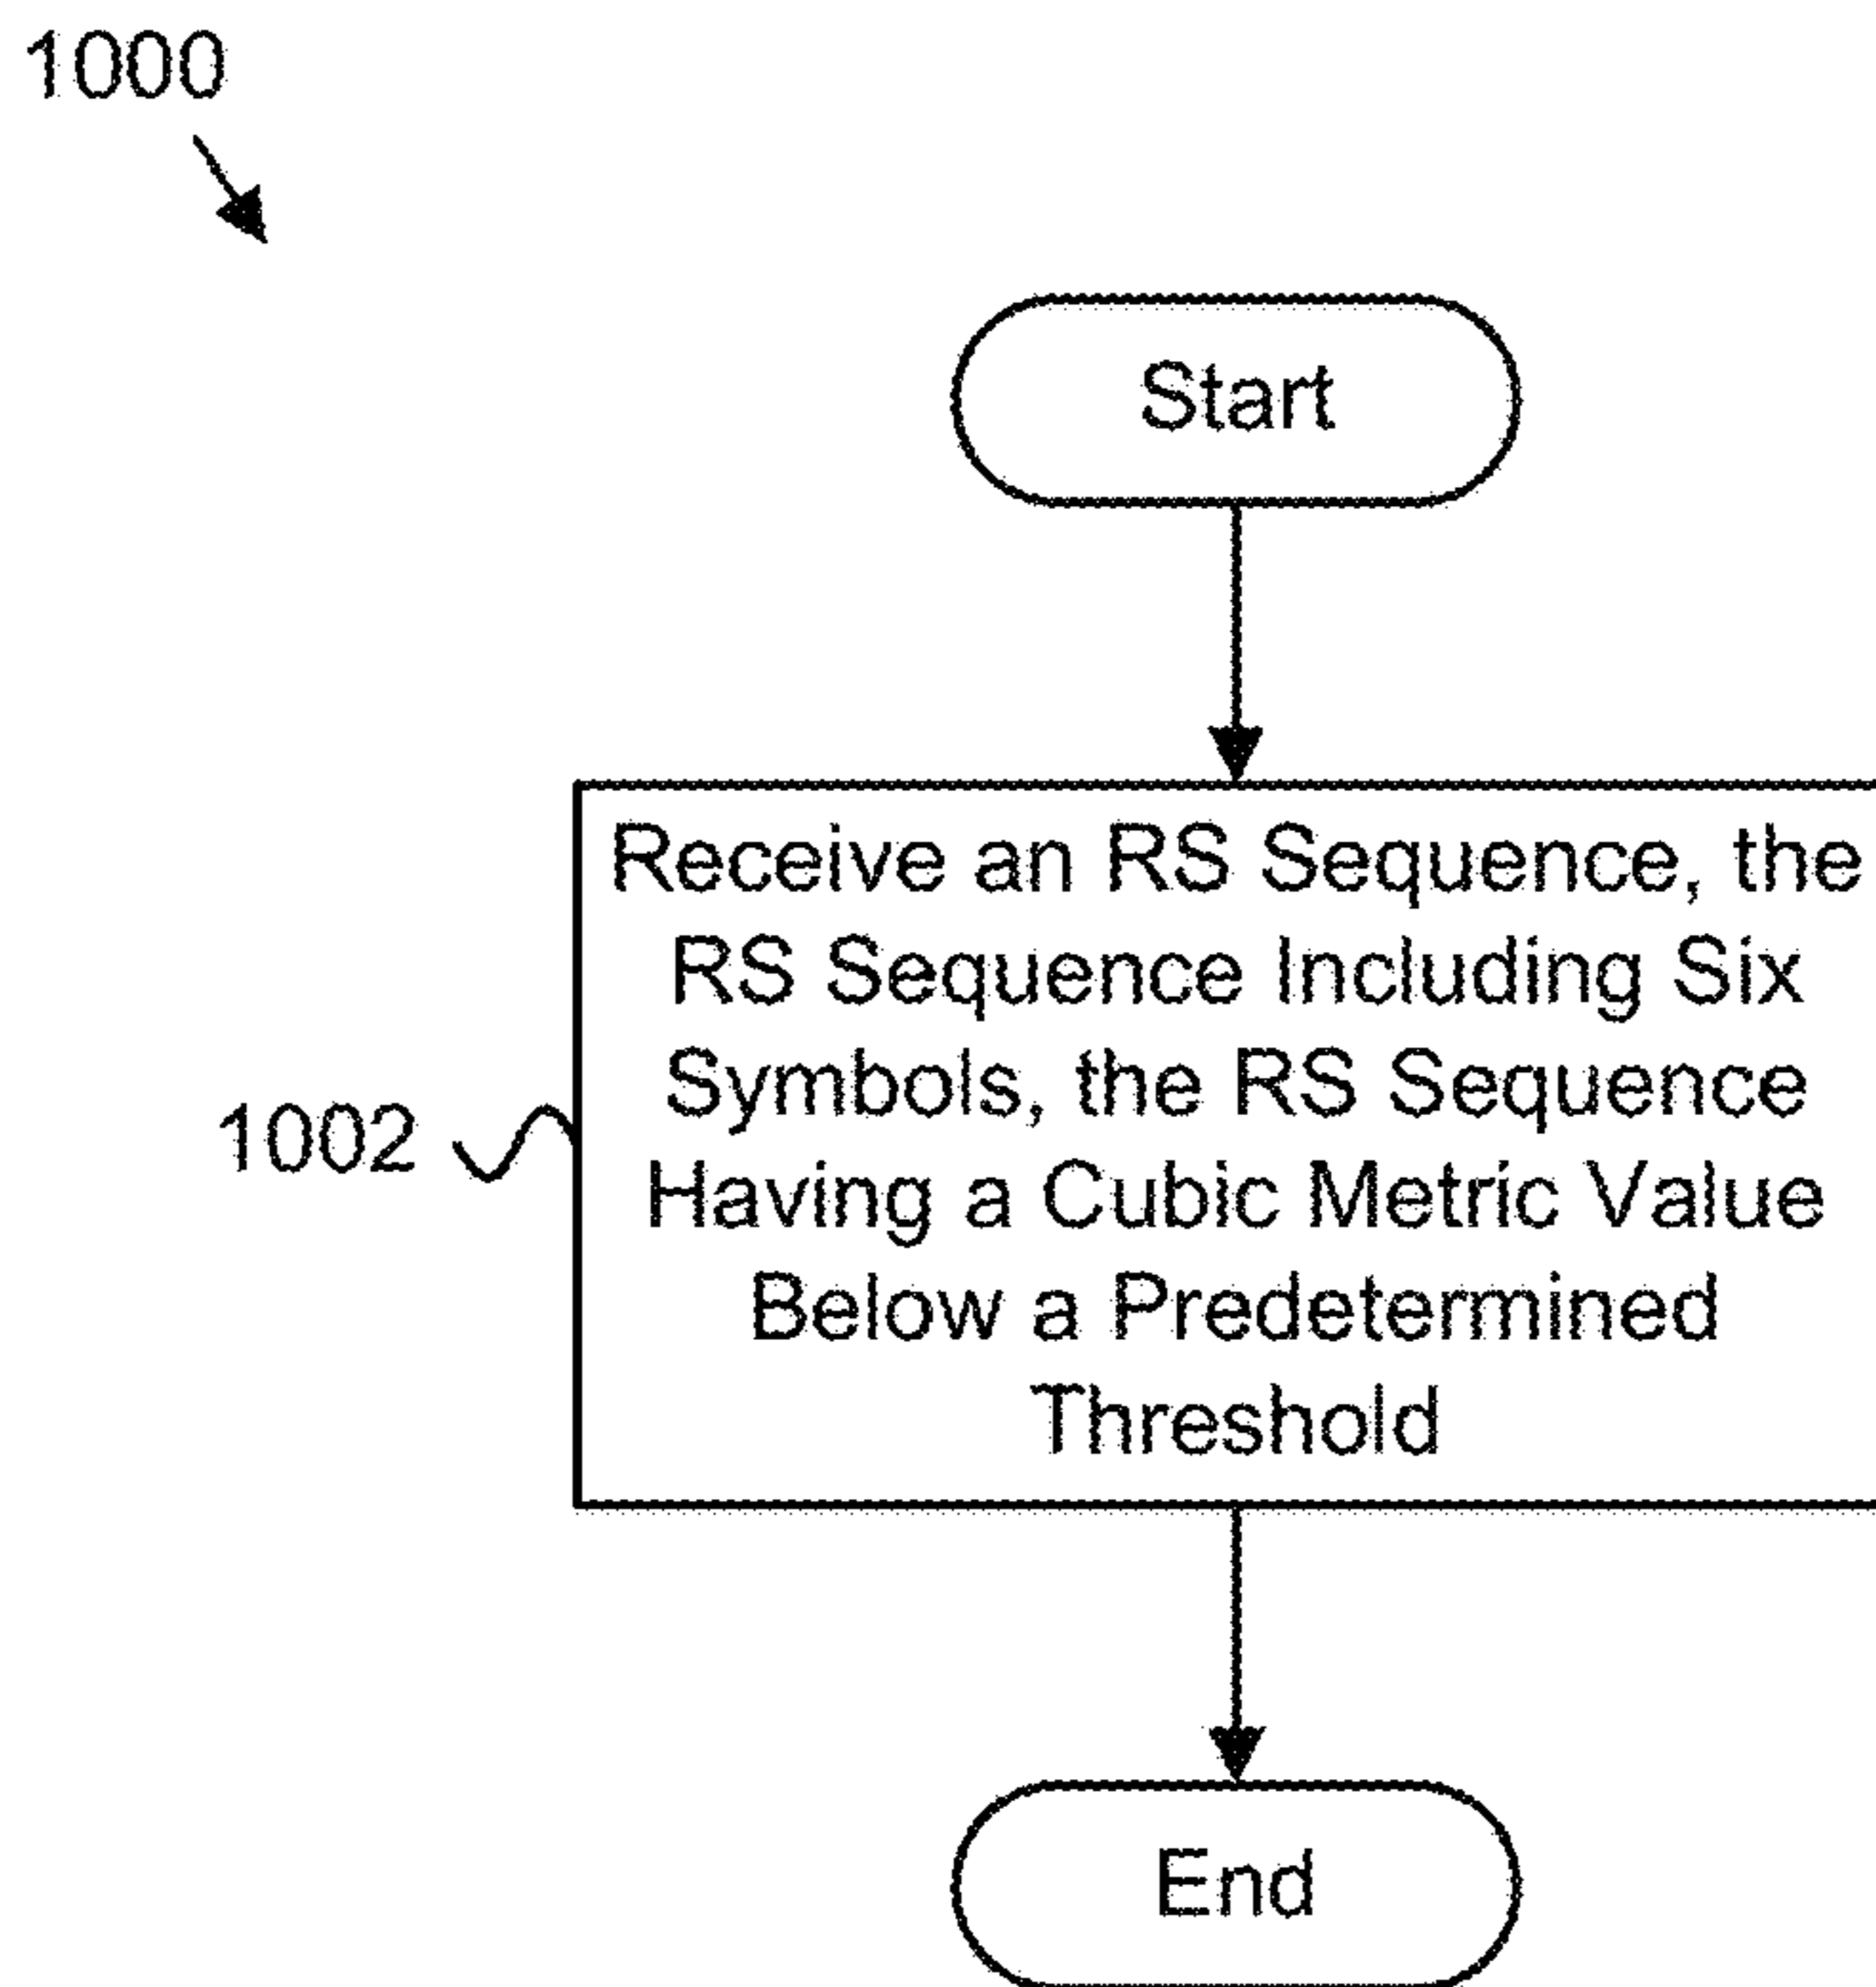 1000
Start
Receive an RS Sequence, the
RS Sequence Including Six
Symbols, the RS Sequence
1002
Having a Cubic Metric Value
Below a Predetermined
Threshold
End